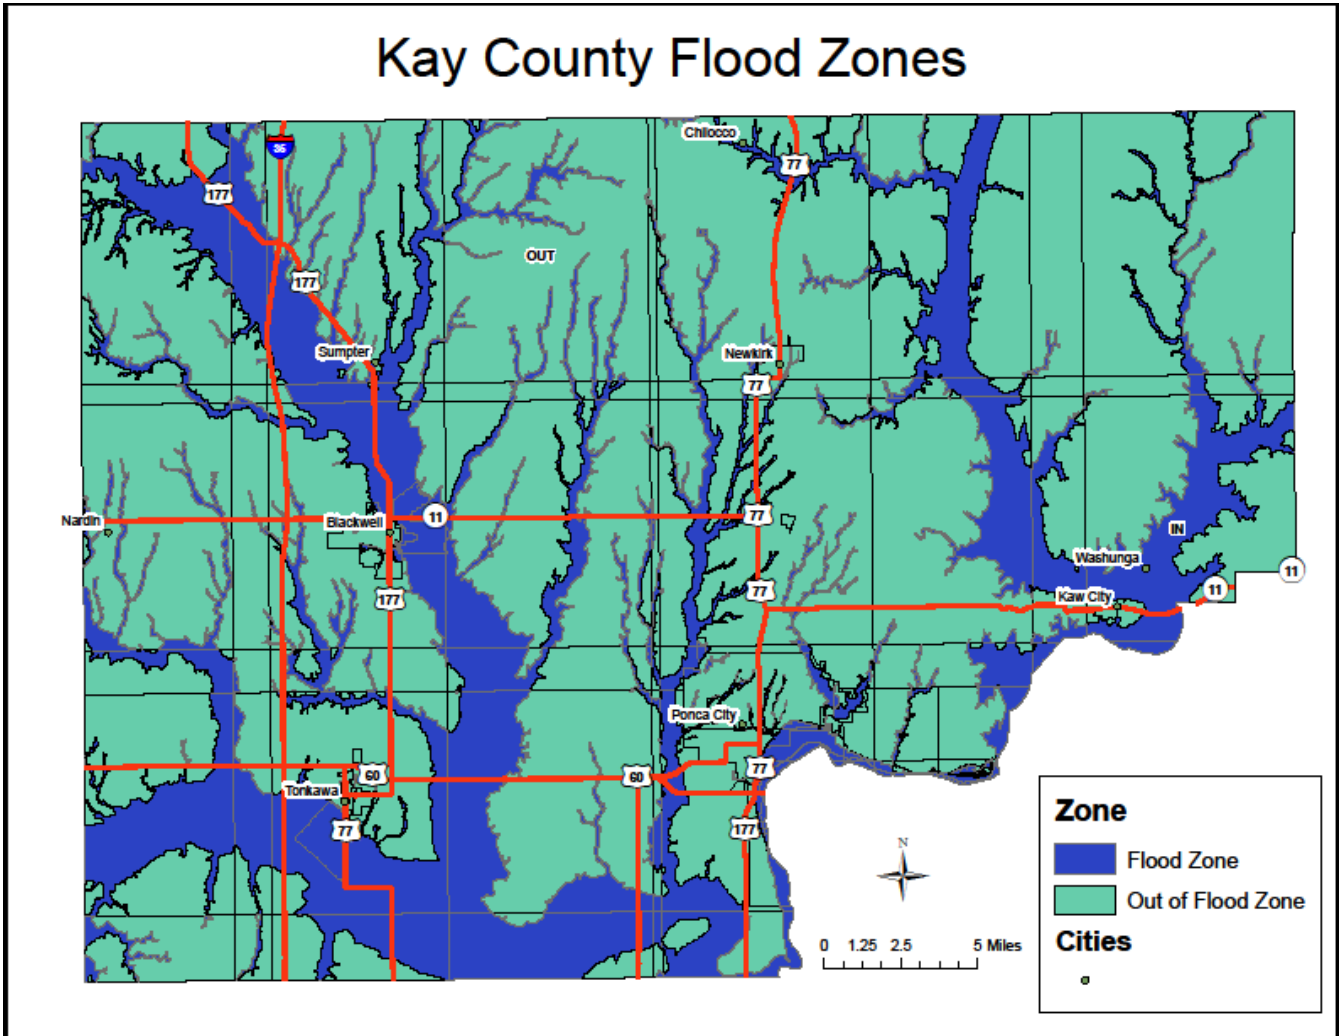 Kay County Flood Zones
Chilocco
35
77
177
OUT
177
Sumpter
Newkirk
77
11
77
Nardin
Blackwell
IN
Washunga
11
77
11
177
Kaw City
Ponca City
60
60
77
Tonkawa
77
177
N
0 1.25 2.5 5 Miles
Zone
Flood Zone
Out of Flood Zone
Cities